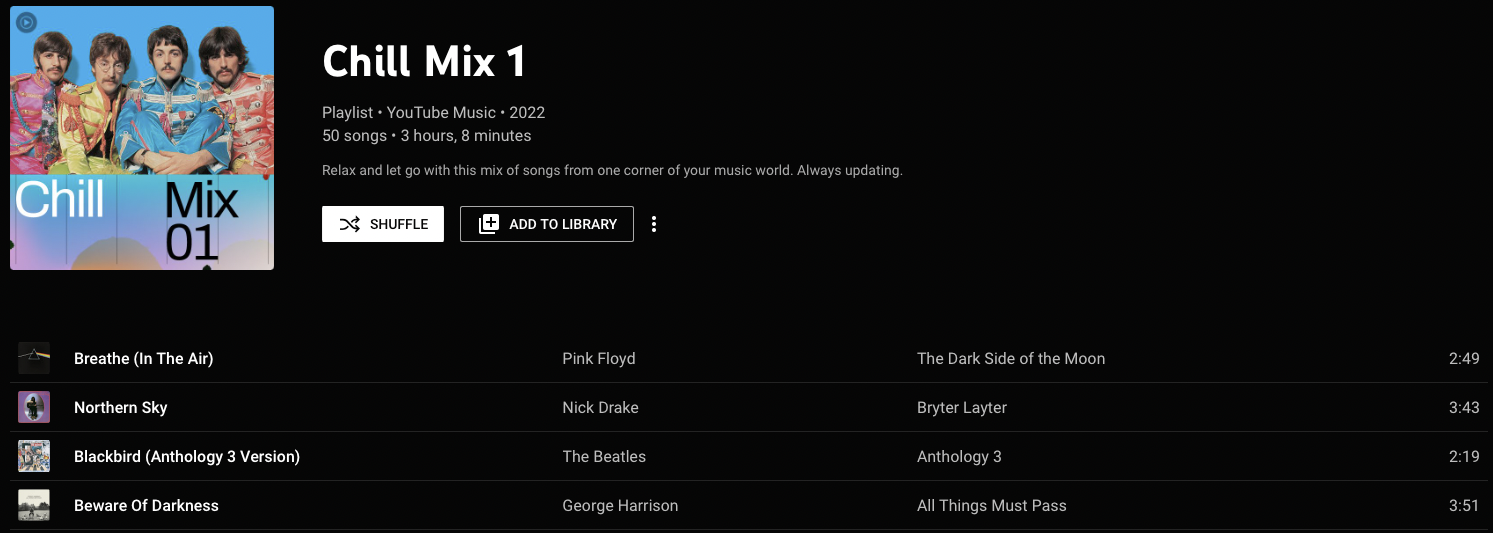 Chill Mix 1
Playlist • YouTube Music • 2022
50 songs • 3 hours, 8 minutes
Relax and let go with this mix of songs from one corner of your music world. Always updating.
SHUFFLE ADD TO LIBRARY
Chill Mix
01
Breathe (In The Air) Pink Floyd The Dark Side of the Moon 2:49
Northern Sky Nick Drake Bryter Layter 3:43
Blackbird (Anthology 3 Version) The Beatles Anthology 3 2:19
Beware Of Darkness George Harrison All Things Must Pass 3:51